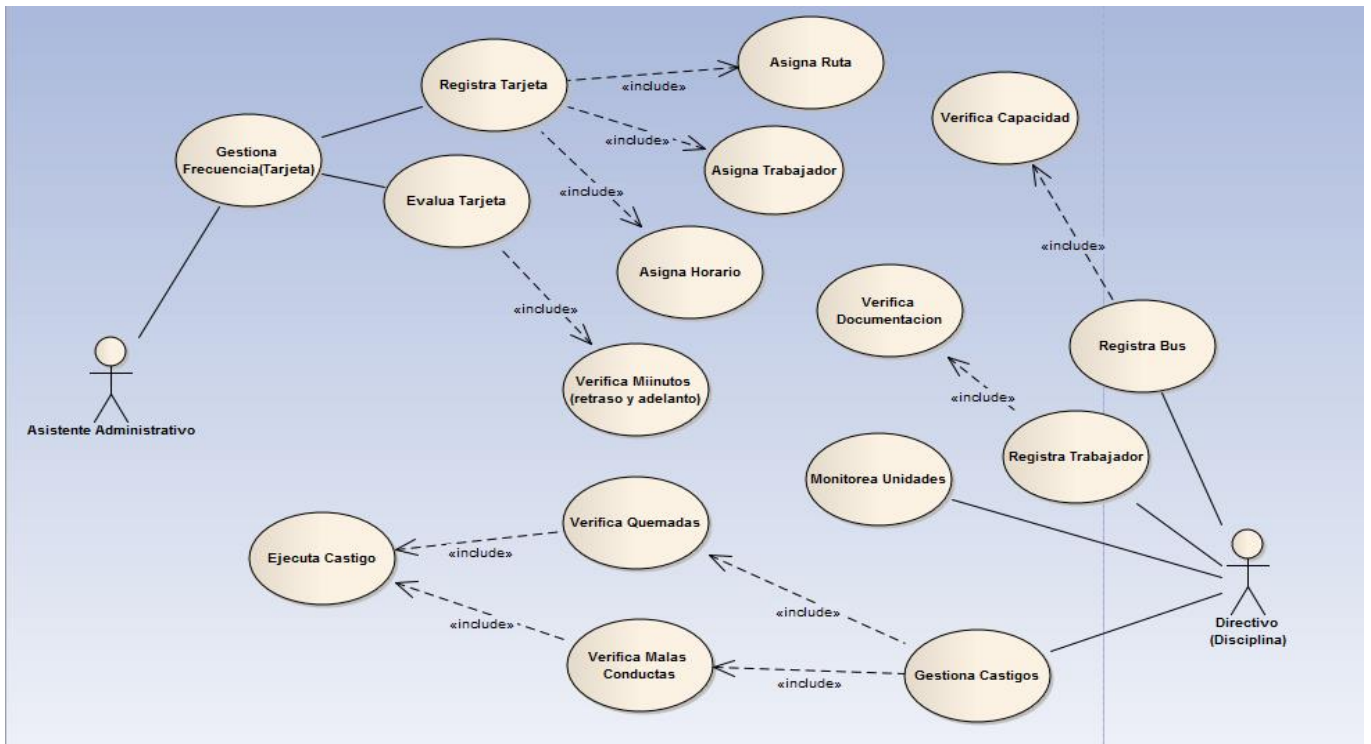 Registra Tarjeta
«include»
Asigna Ruta
Verifica Capacidad
Gestiona
Frecuencia(Tarjeta)
«include»
Asigna Trabajador
Evalua Tarjeta
«include»
Asigna Horario
«include»
Verifica
Documentacion
«include»
Registra Bus
Verifica Miinutos
(retraso y adelanto)
«include»
Asistente Administrativo
Registra Trabajador
Monitorea Unidades
Verifica Quemadas
Ejecuta Castigo
«include»
«include»
«include»
Directivo
(Disciplina)
Verifica Malas
Conductas
«include»
Gestiona Castigos